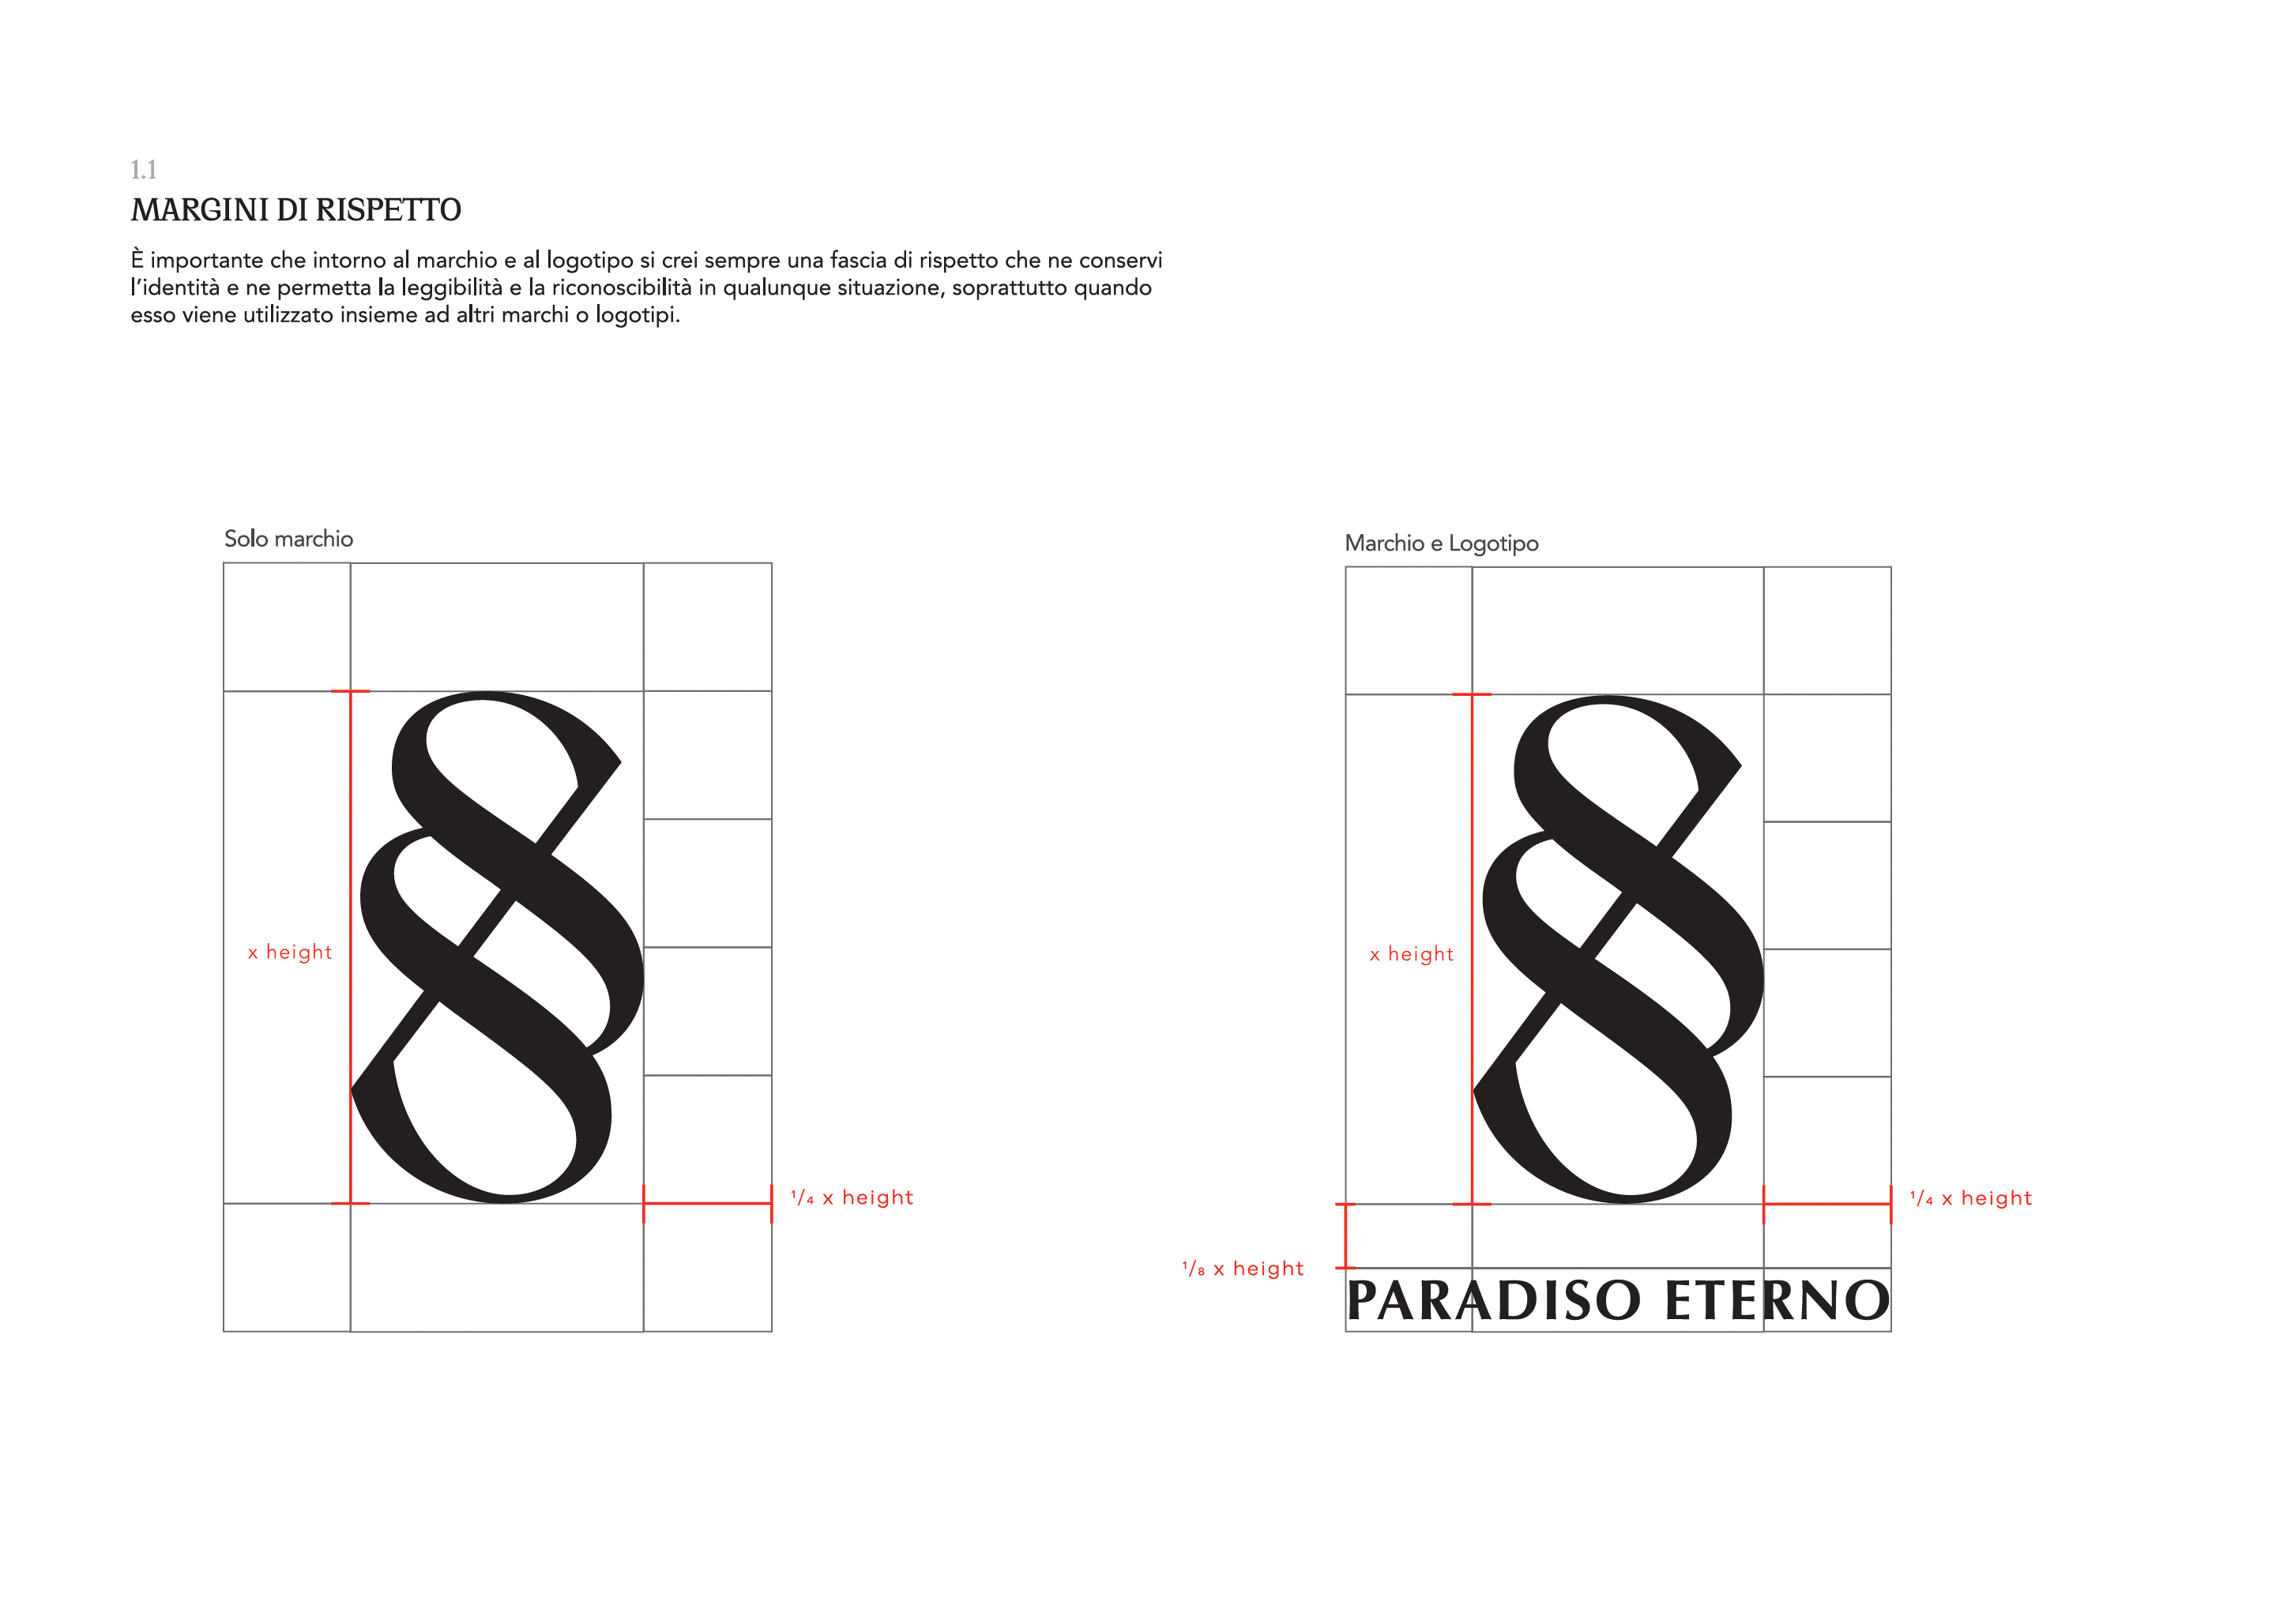 1.1
MARGINI DI RISPETTO
È importante che intorno al marchio e al logotipo si crei sempre una fascia di rispetto che ne conservi
l’identità e ne permetta la leggibilità e la riconoscibilità in qualunque situazione, soprattutto quando
esso viene utilizzato insieme ad altri marchi o logotipi.
Solo marchio
x height
¹/₄ x height
Marchio e Logotipo
x height
¹/₄ x height
¹/₈ x height
PARADISO ETERNO